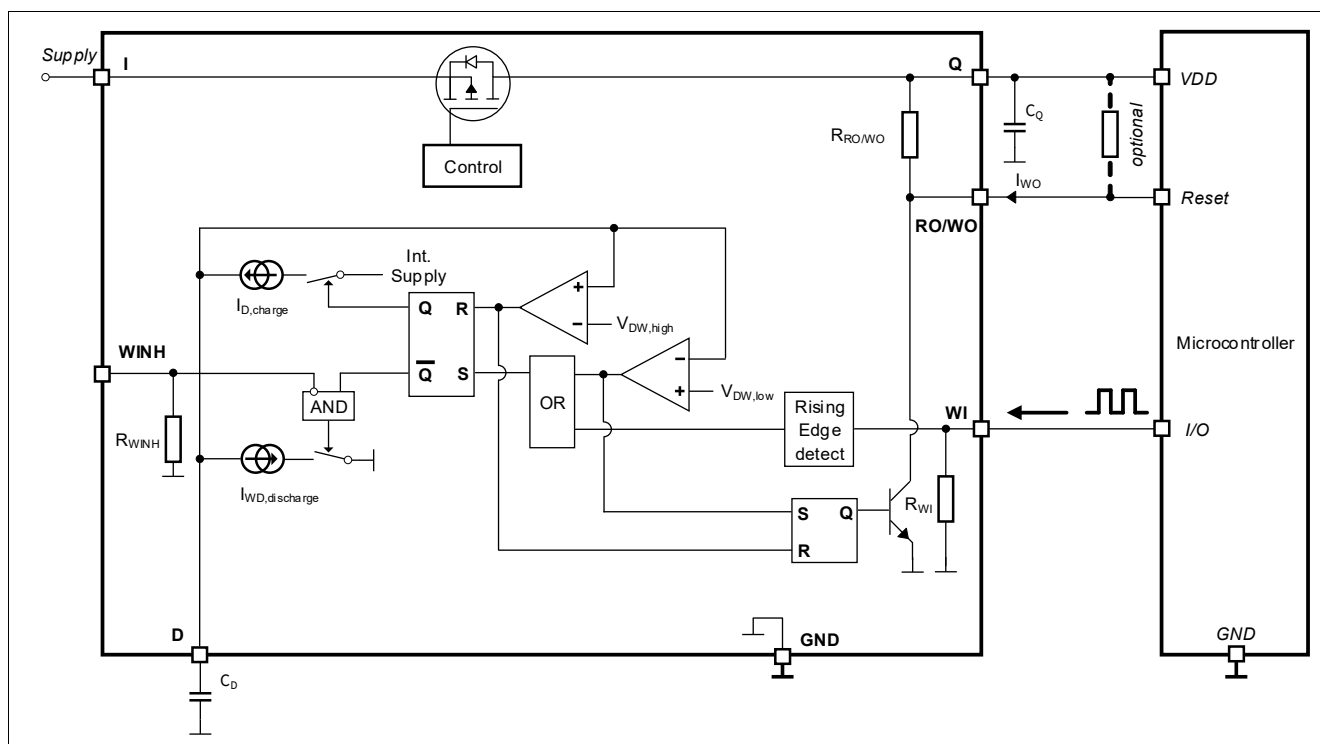 Supply
I
Q
VDD
C_Q
optional
R_RO/WO
Control
I_WO
RO/WO
Reset
Int.
Supply
I_D,charge
Q
R
+
−
V_DW,high
WINH
Q̅
S
−
+
V_DW,low
Microcontroller
AND
OR
Rising
Edge
detect
WI
I/O
R_WINH
I_WD,discharge
S
Q
R
R_WI
D
GND
GND
C_D